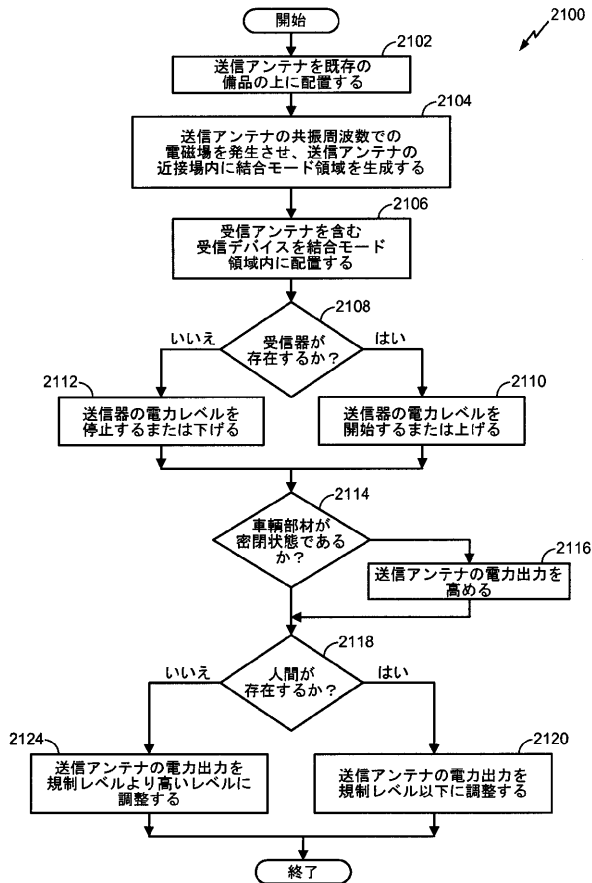 開始
2100
2102
送信アンテナを既存の
備品の上に配置する
2104
送信アンテナの共振周波数での
電磁場を発生させ、送信アンテナの
近接場内に結合モード領域を生成する
2106
受信アンテナを含む
受信デバイスを結合モード
領域内に配置する
2108
受信器が
存在するか?
いいえ
はい
2112
送信器の電力レベルを
停止するまたは下げる
2110
送信器の電力レベルを
開始するまたは上げる
2114
車輌部材が
密閉状態である
か?
2116
送信アンテナの電力出力を
高める
2118
人間が
存在するか?
いいえ
はい
2124
送信アンテナの電力出力を
規制レベルより高いレベルに
調整する
2120
送信アンテナの電力出力を
規制レベル以下に調整する
終了